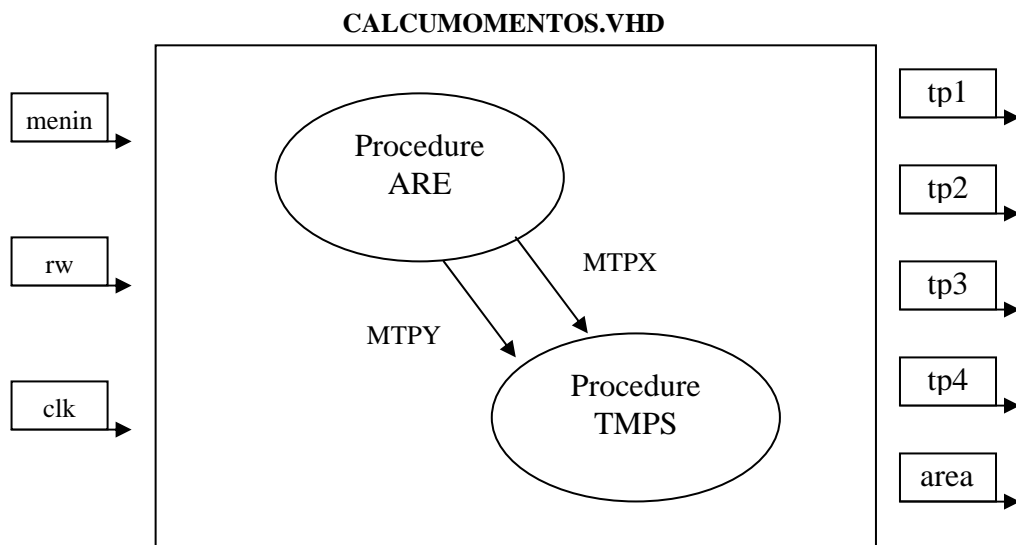 CALCUMOMENTOS.VHD
menin
rw
clk
Procedure
ARE
MTPX
MTPY
Procedure
TMPS
tp1
tp2
tp3
tp4
area